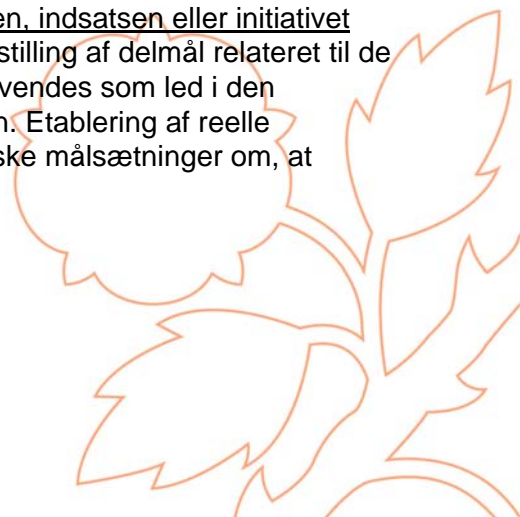 en, indsatsen eller initiativet
stilling af delmål relateret til de
vendes som led i den
n. Etablering af reelle
ske målsætninger om, at